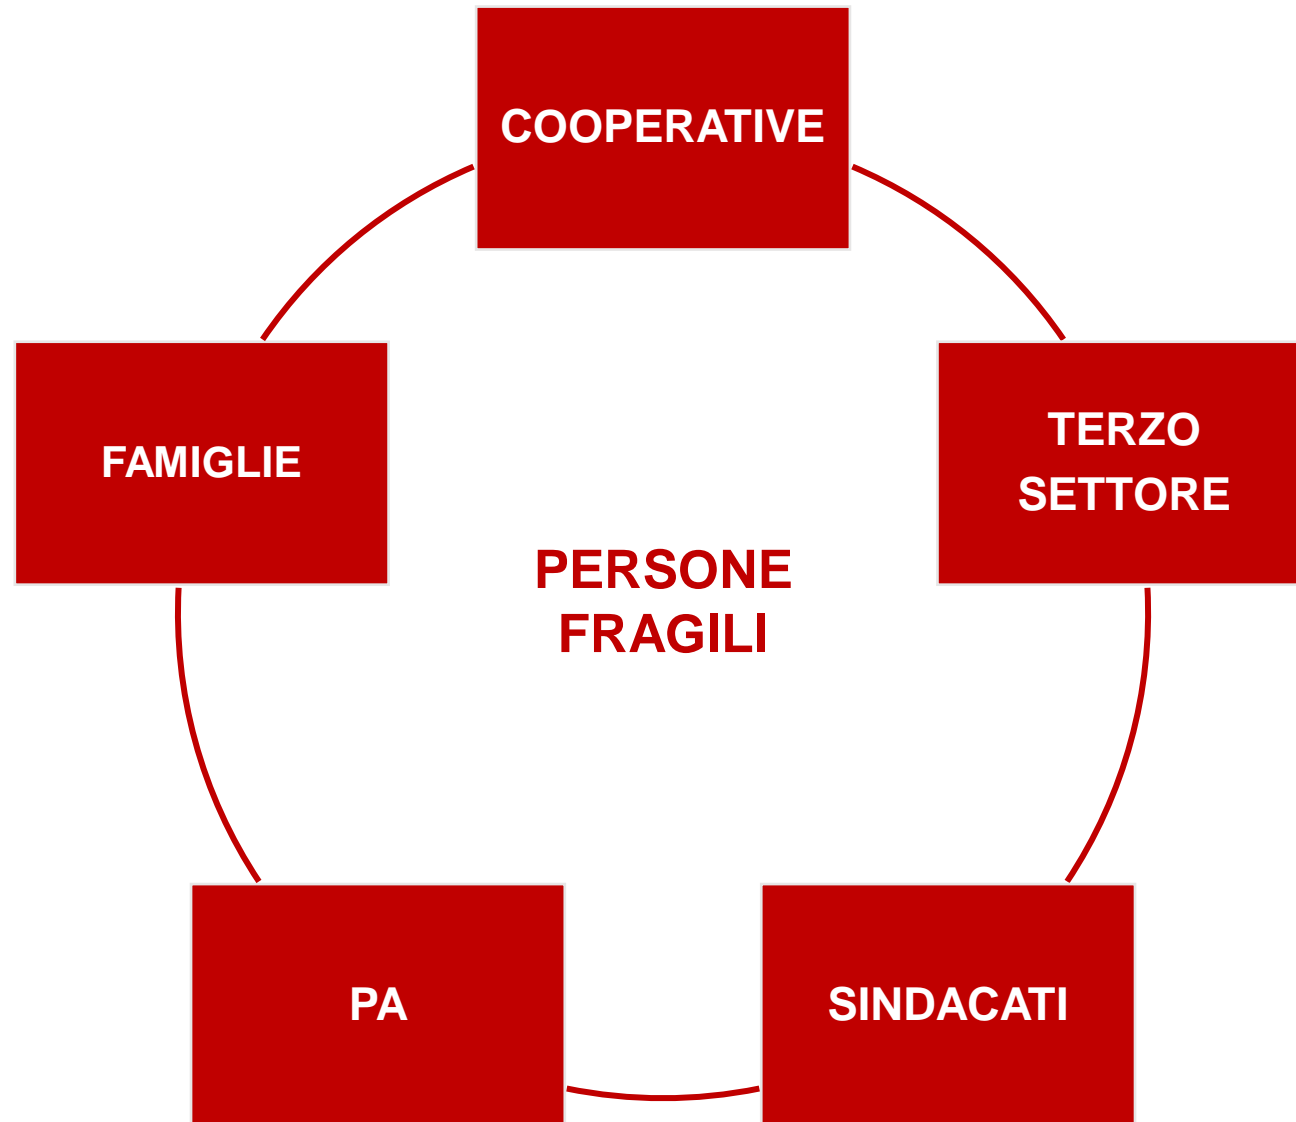 COOPERATIVE
FAMIGLIE
TERZO
SETTORE
PERSONE
FRAGILI
PA
SINDACATI